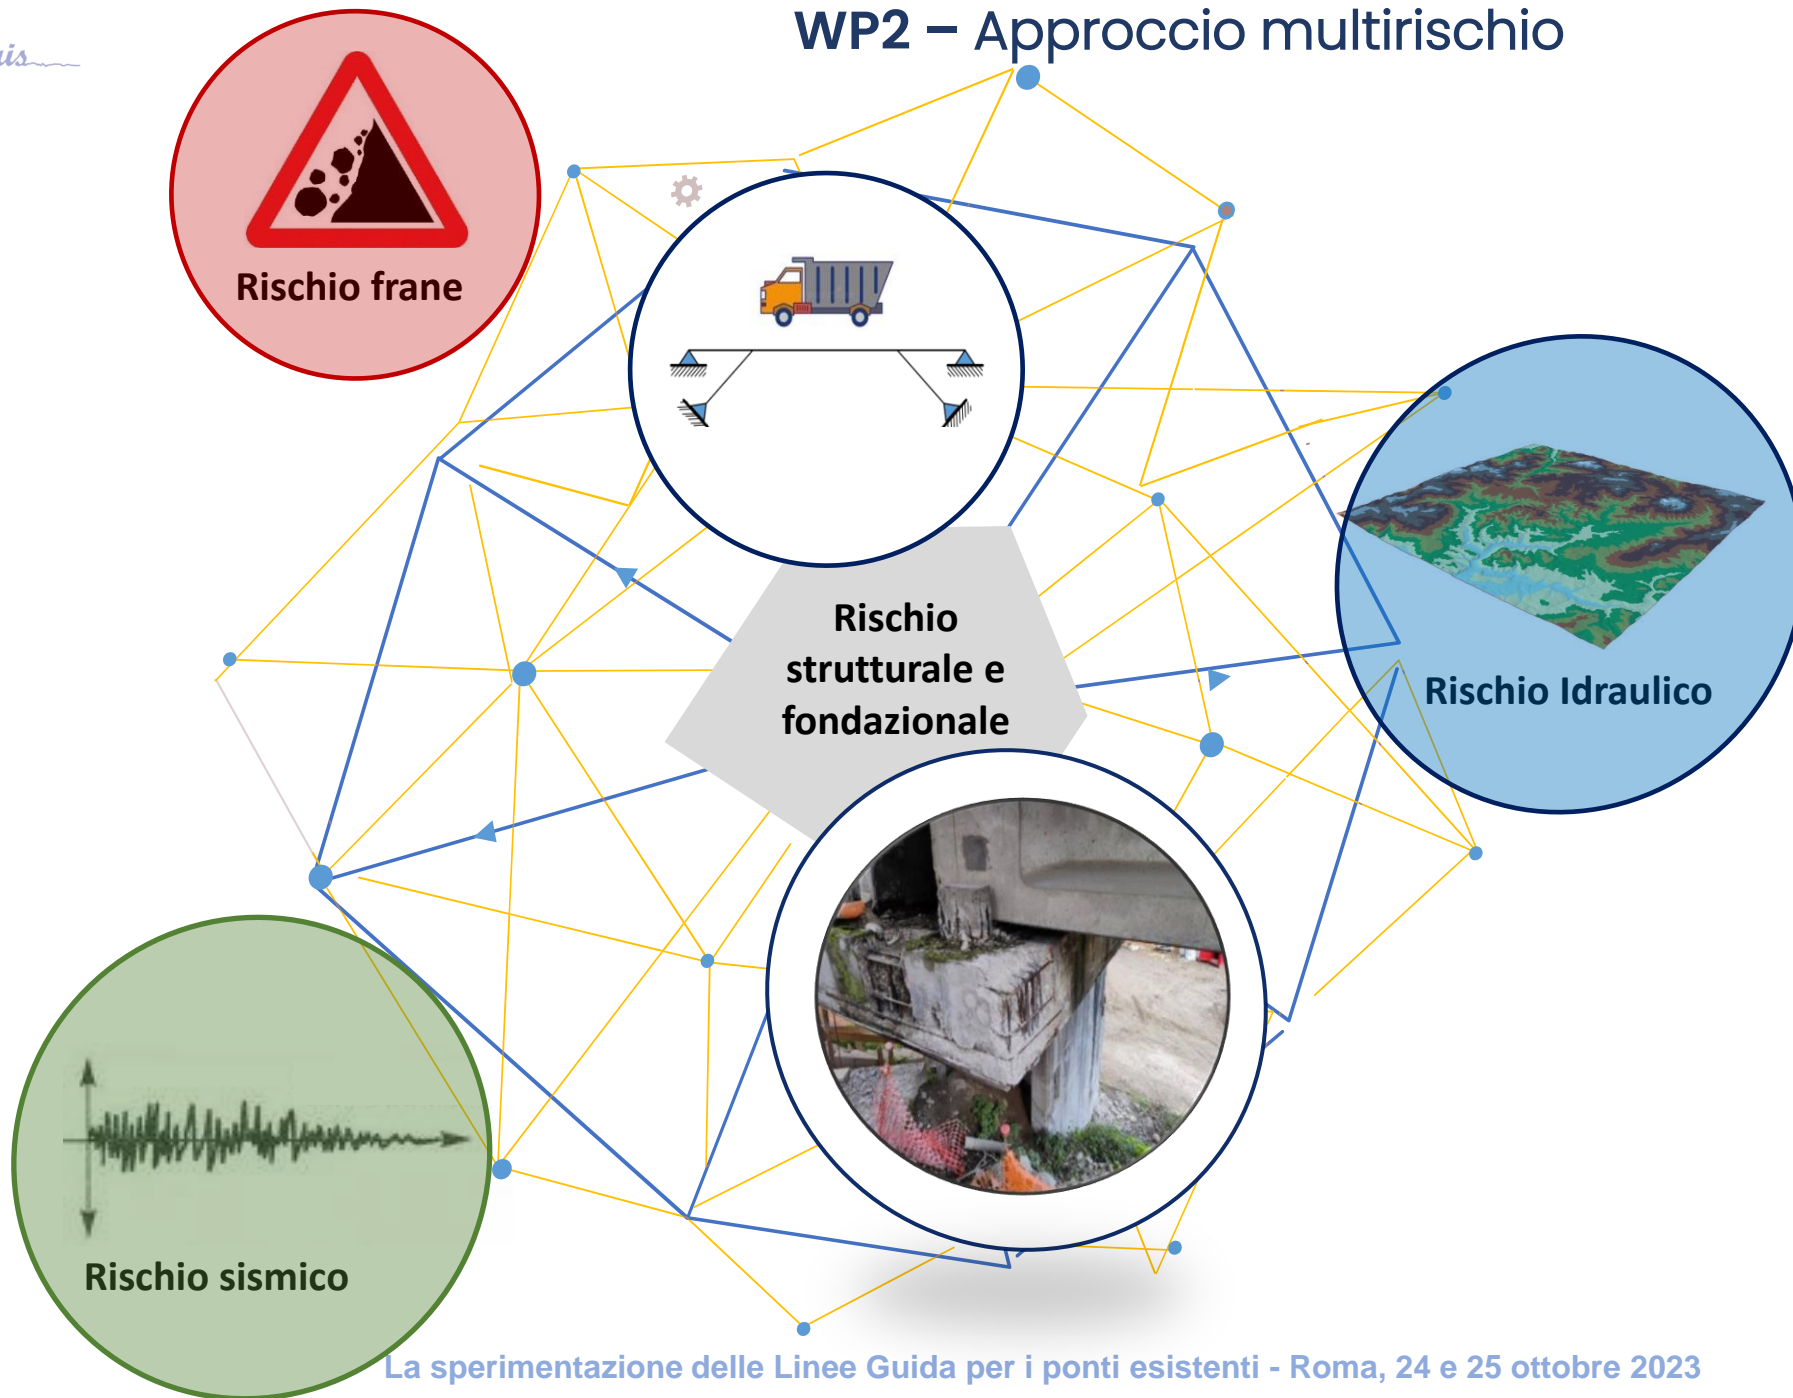 WP2 – Approccio multirischio
Rischio frane
Rischio
strutturale e
fondazionale
Rischio Idraulico
Rischio sismico
La sperimentazione delle Linee Guida per i ponti esistenti - Roma, 24 e 25 ottobre 2023